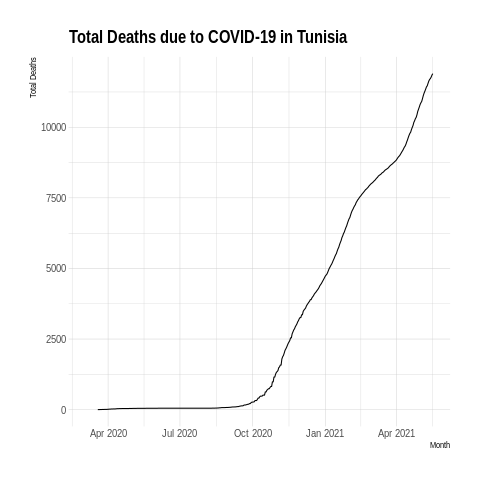 Total Deaths due to COVID-19 in Tunisia
Total Deaths
10000
7500
5000
2500
0
Apr 2020 Jul 2020 Oct 2020 Jan 2021 Apr 2021
Month